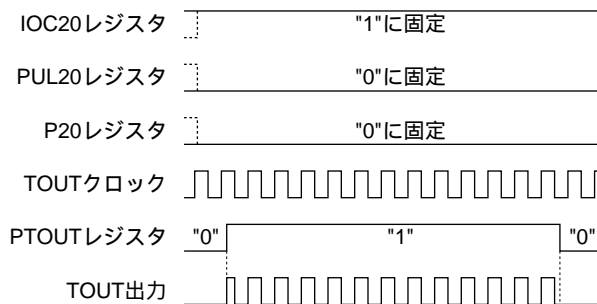 IOC20レジスタ "1"に固定
PUL20レジスタ "0"に固定
P20レジスタ "0"に固定
TOUTクロック
PTOUTレジスタ "0" "1" "0"
TOUT出力